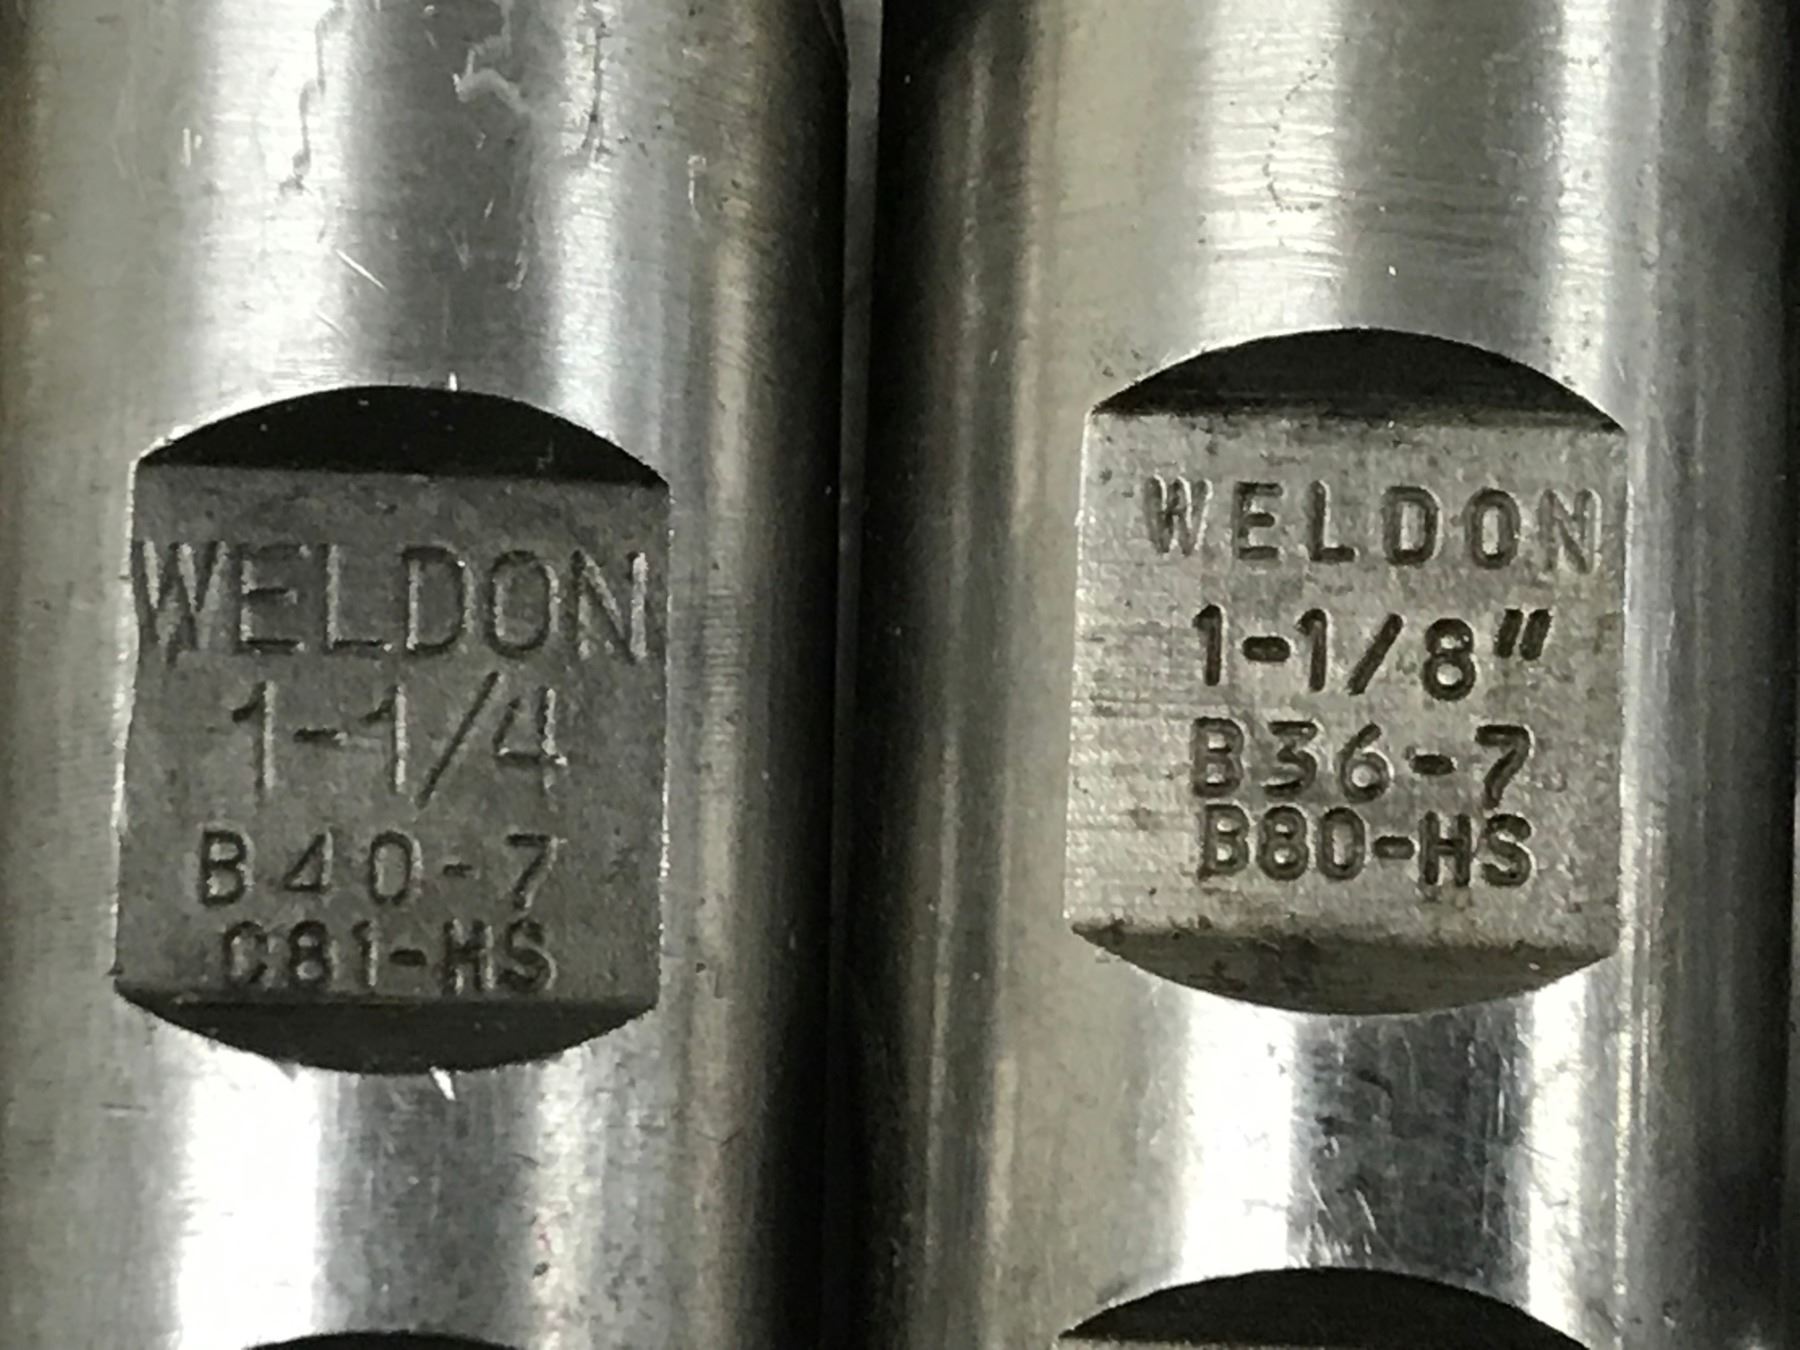 WELDON
1-1/4
B40-7
C81-HS
WELDON
1-1/8"
B36-7
B80-HS